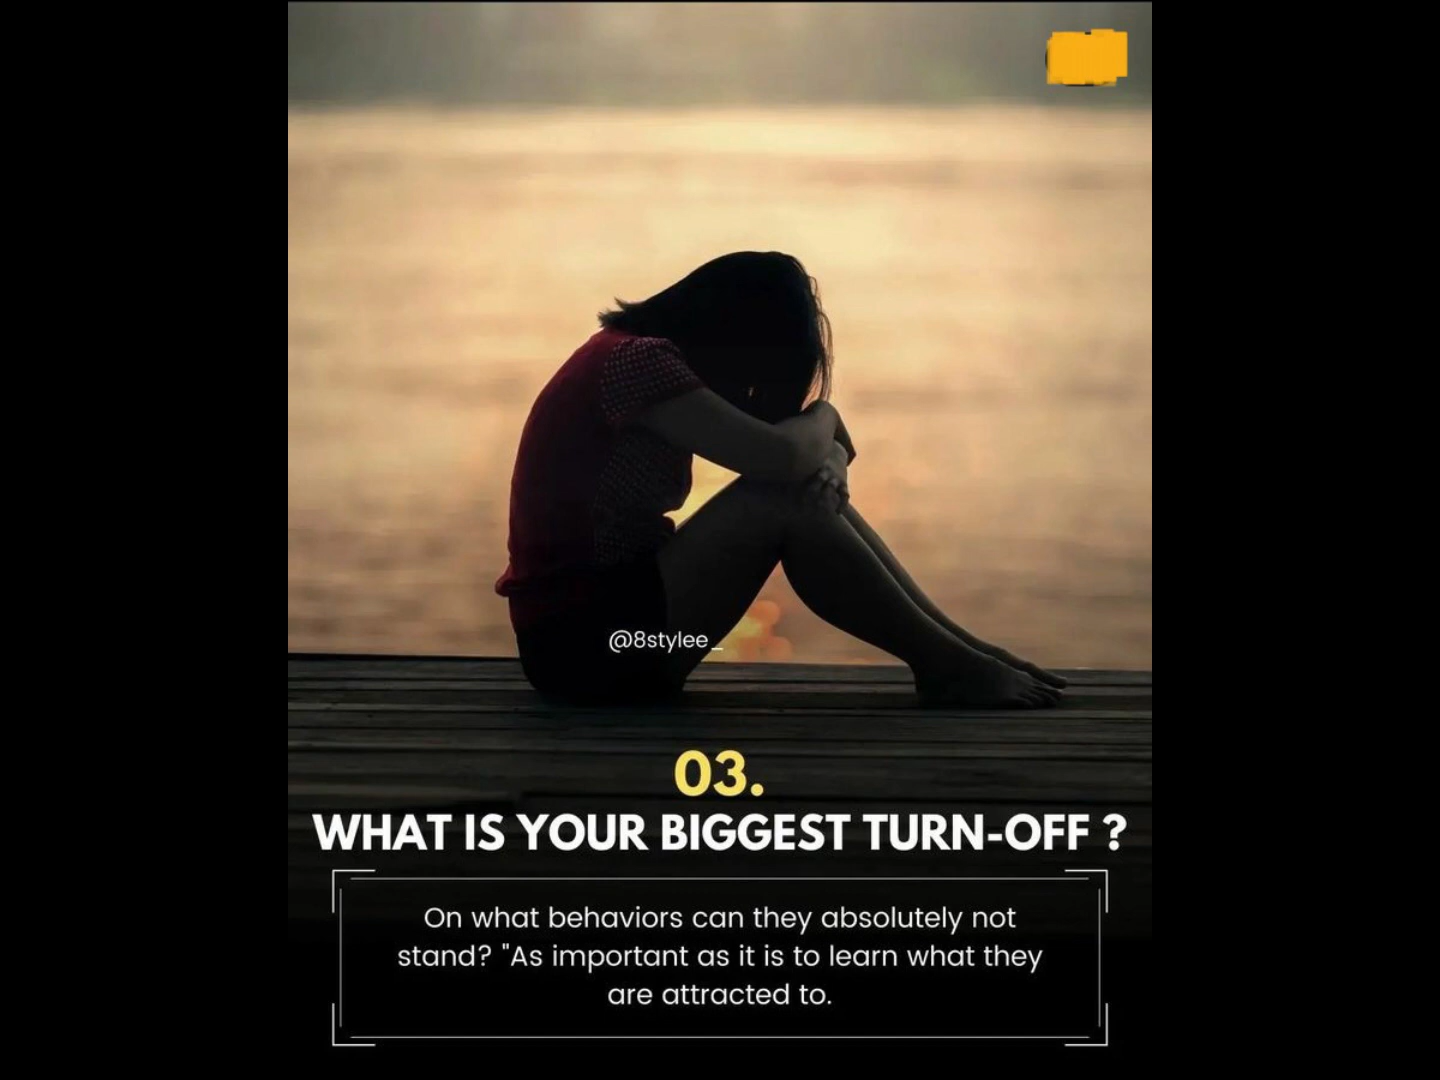 @8stylee_
03.
WHAT IS YOUR BIGGEST TURN-OFF ?
On what behaviors can they absolutely not
stand? "As important as it is to learn what they
are attracted to.